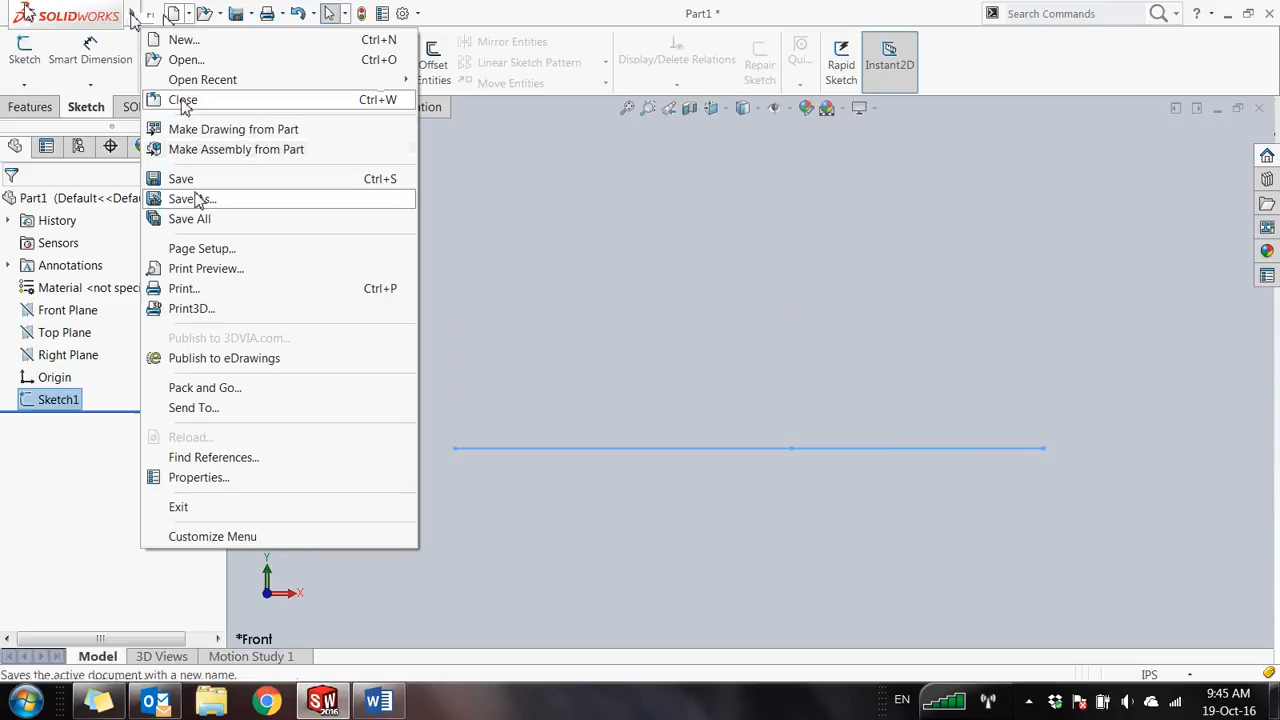 SOLIDWORKS
Part1 *
Search Commands
?
Sketch
Smart Dimension
Offset
Entities
Mirror Entities
Linear Sketch Pattern
Move Entities
Display/Delete Relations
Repair
Sketch
Qui...
Rapid
Sketch
Instant2D
Features
Sketch
SO
New...
Ctrl+N
Open...
Ctrl+O
Open Recent
Close
Ctrl+W
Make Drawing from Part
Make Assembly from Part
Save
Ctrl+S
Save As...
Save All
Page Setup...
Print Preview...
Print...
Ctrl+P
Print3D...
Publish to 3DVIA.com...
Publish to eDrawings
Pack and Go...
Send To...
Reload...
Find References...
Properties...
Exit
Customize Menu
Part1 (Default<<Defa
History
Sensors
Annotations
Material <not speci
Front Plane
Top Plane
Right Plane
Origin
Sketch1
Y
X
*Front
Model
3D Views
Motion Study 1
Saves the active document with a new name.
IPS
SW
2016
EN
9:45 AM
19-Oct-16